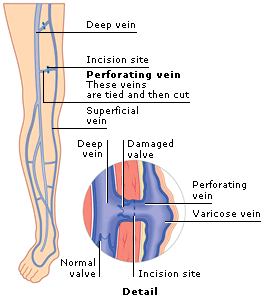 Deep vein
Incision site
Perforating vein
These veins
are tied and then cut
Superficial
vein
Deep
vein
Damaged
valve
Perforating
vein
Varicose vein
Normal
valve
Incision site
Detail